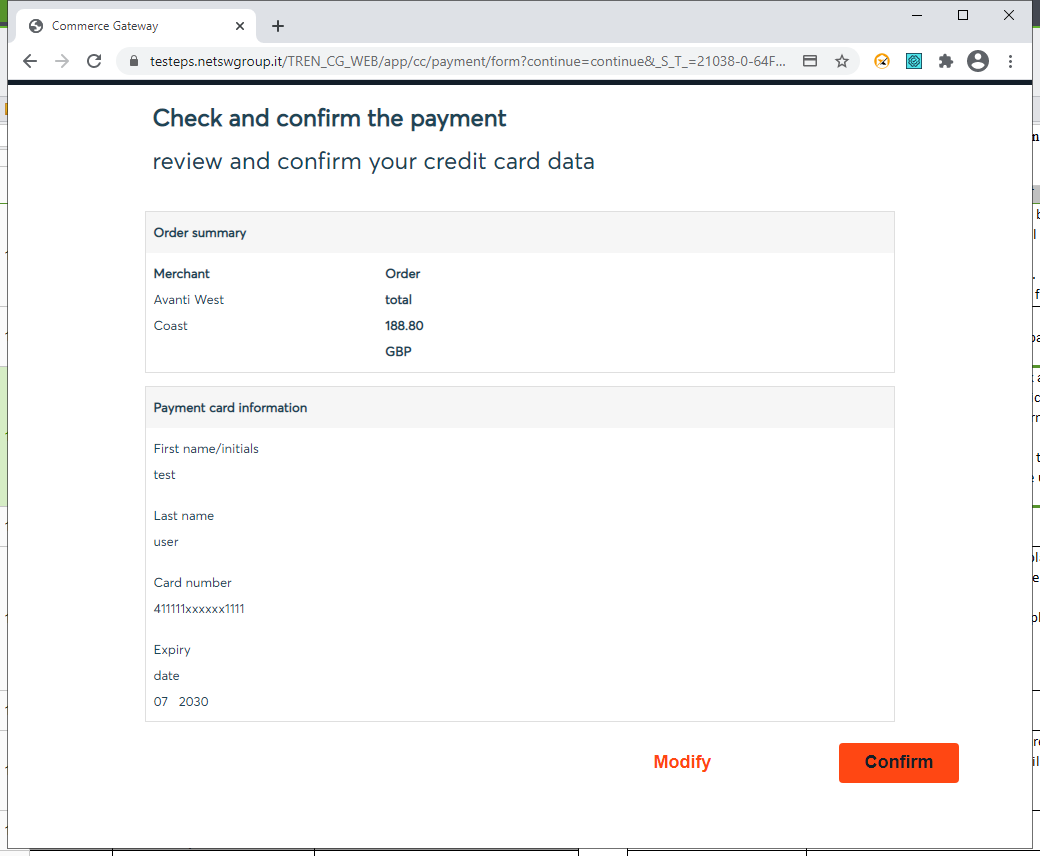 Commerce Gateway
testeps.netswgroup.it/TREN_CG_WEB/app/cc/payment/form?continue=continue&_S_T_=21038-0-64F...
Check and confirm the payment
review and confirm your credit card data
Order summary
Merchant Order
Avanti West total
Coast 188.80
GBP
Payment card information
First name/initials
test
Last name
user
Card number
411111xxxxxx1111
Expiry
date
07 2030
Modify Confirm